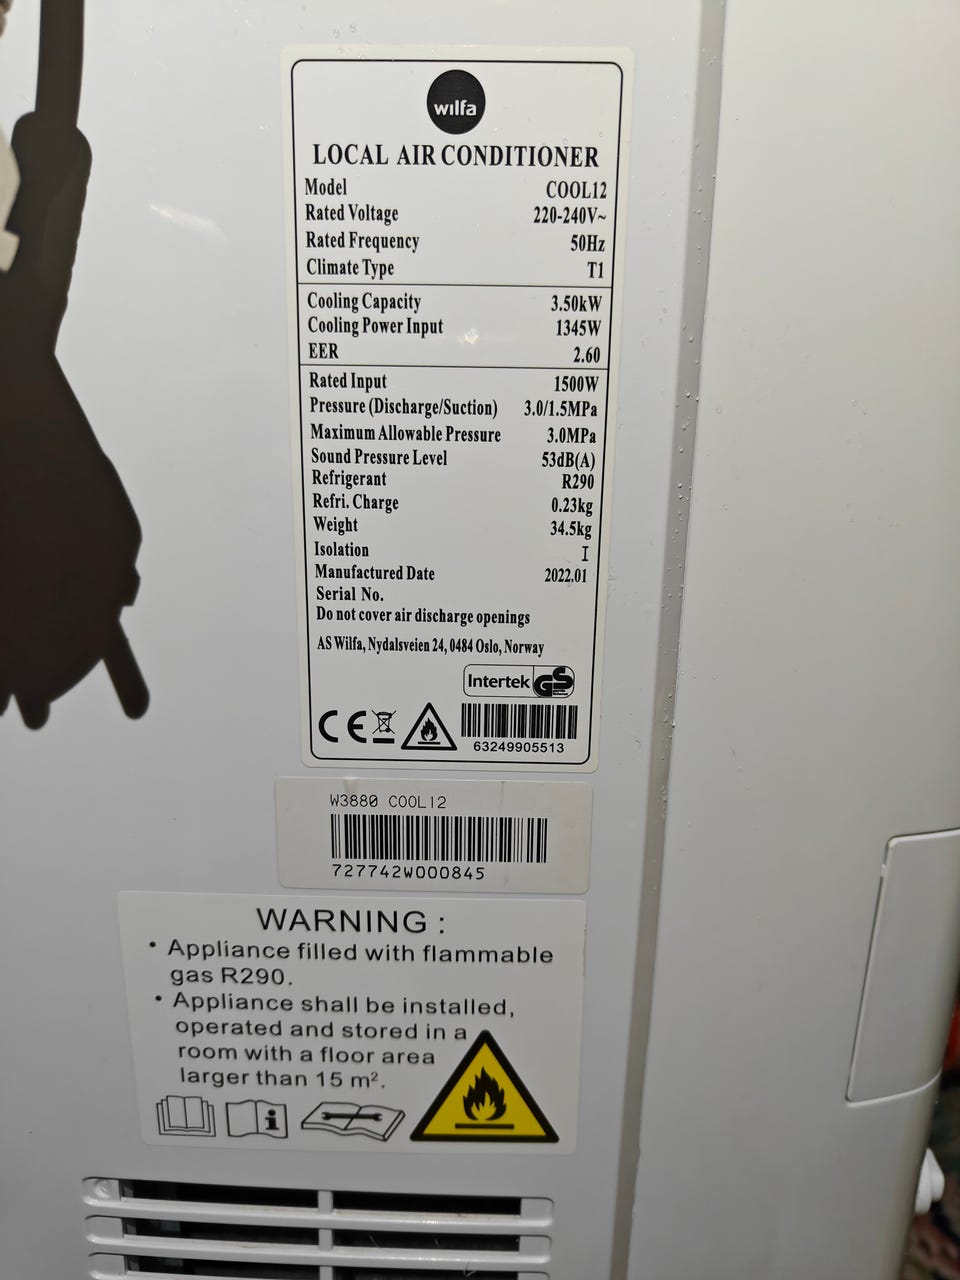 wilfa
LOCAL AIR CONDITIONER
Model COOL12
Rated Voltage 220-240V~
Rated Frequency 50Hz
Climate Type T1
Cooling Capacity 3.50kW
Cooling Power Input 1345W
EER 2.60
Rated Input 1500W
Pressure (Discharge/Suction) 3.0/1.5MPa
Maximum Allowable Pressure 3.0MPa
Sound Pressure Level 53dB(A)
Refrigerant R290
Refri. Charge 0.23kg
Weight 34.5kg
Isolation I
Manufactured Date 2022.01
Serial No.
Do not cover air discharge openings
AS Wilfa, Nydalsveien 24, 0484 Oslo, Norway
Intertek GS
CE
63249905513
W3880 COOL12
727742W000845
WARNING :
• Appliance filled with flammable
gas R290.
• Appliance shall be installed,
operated and stored in a
room with a floor area
larger than 15 m².
i